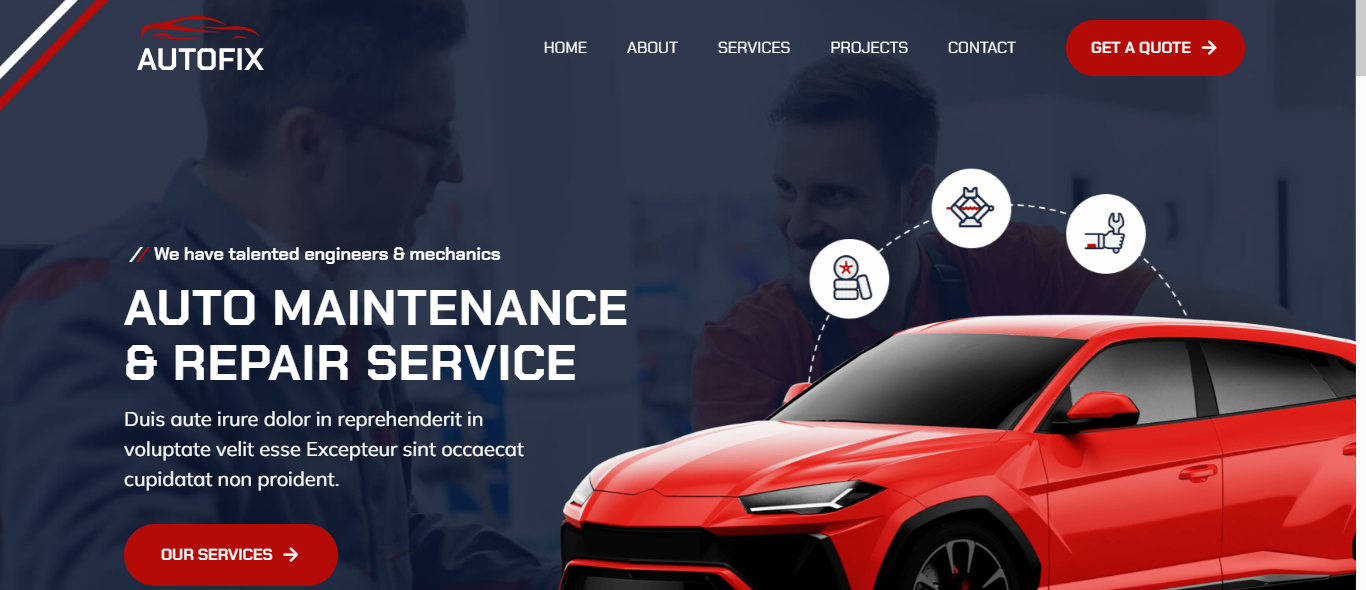 AUTOFIX
HOME ABOUT SERVICES PROJECTS CONTACT GET A QUOTE
We have talented engineers & mechanics
AUTO MAINTENANCE
& REPAIR SERVICE
Duis aute irure dolor in reprehenderit in
voluptate velit esse Excepteur sint occaecat
cupidatat non proident.
OUR SERVICES